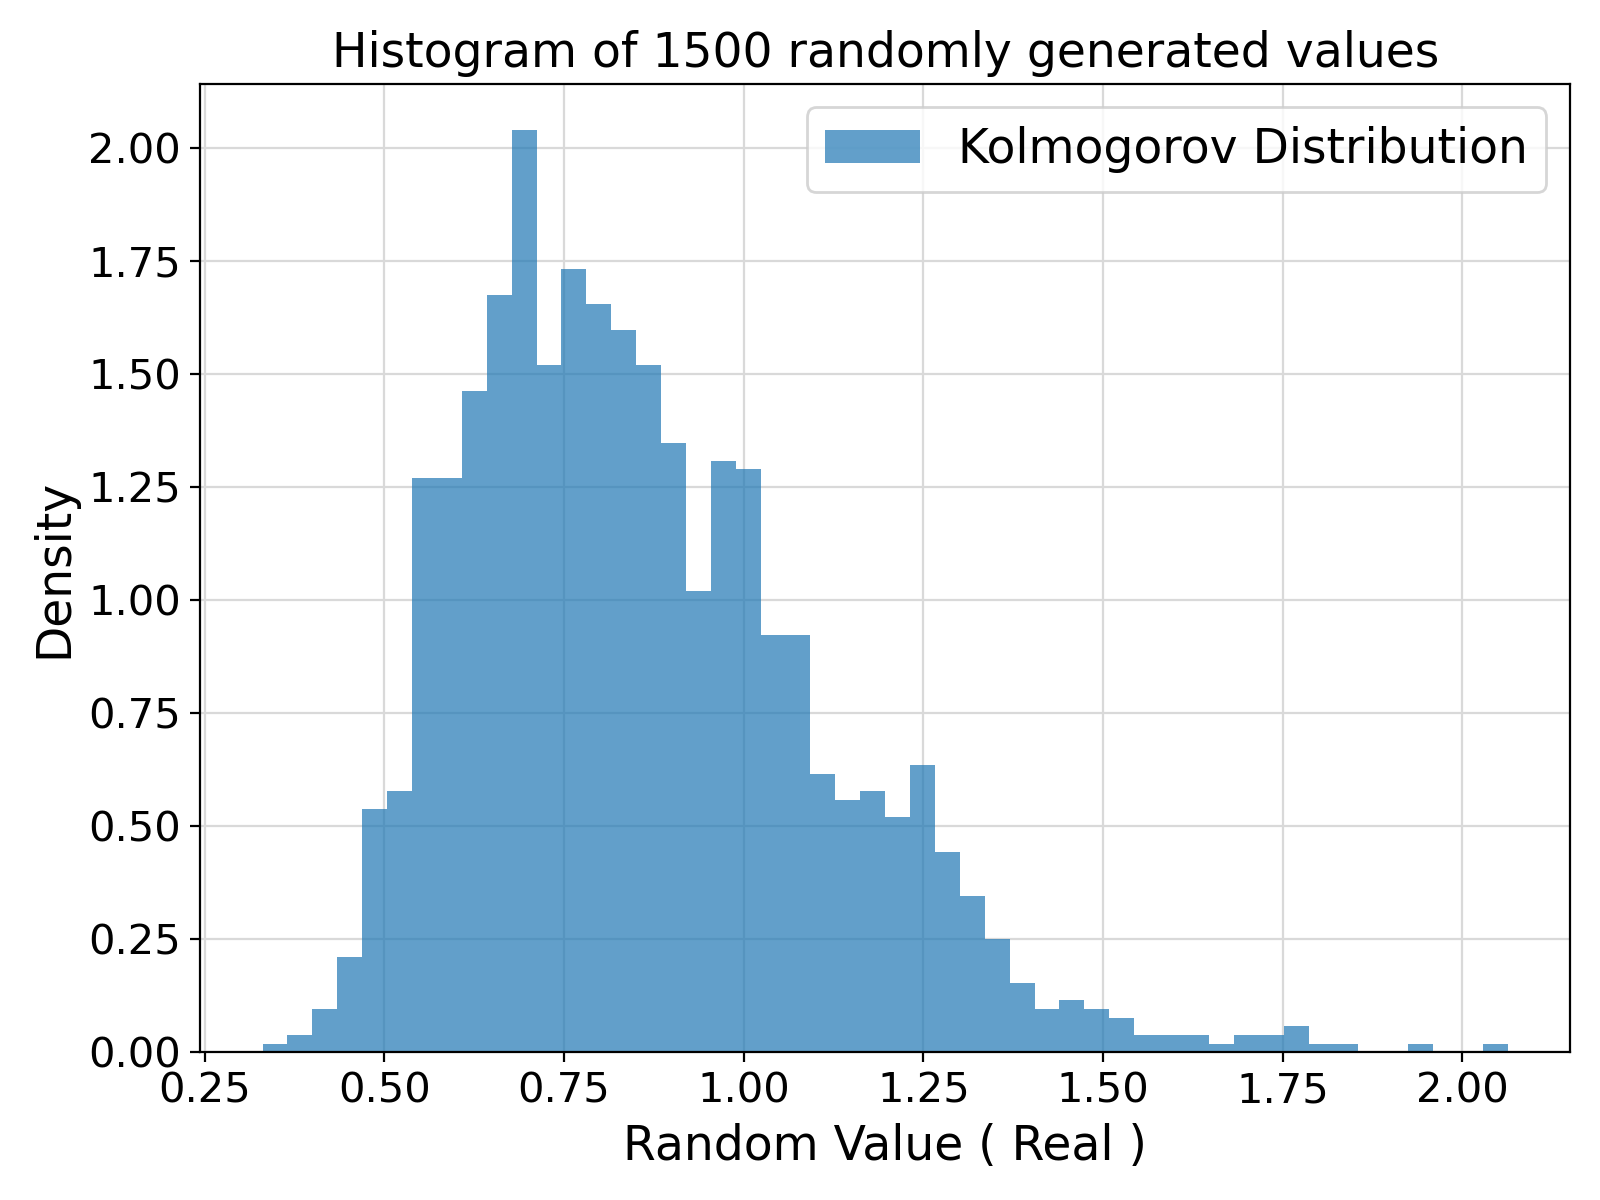 Histogram of 1500 randomly generated values
Kolmogorov Distribution
2.00
1.75
1.50
1.25
1.00
0.75
0.50
0.25
0.00
Density
0.25 0.50 0.75 1.00 1.25 1.50 1.75 2.00
Random Value ( Real )